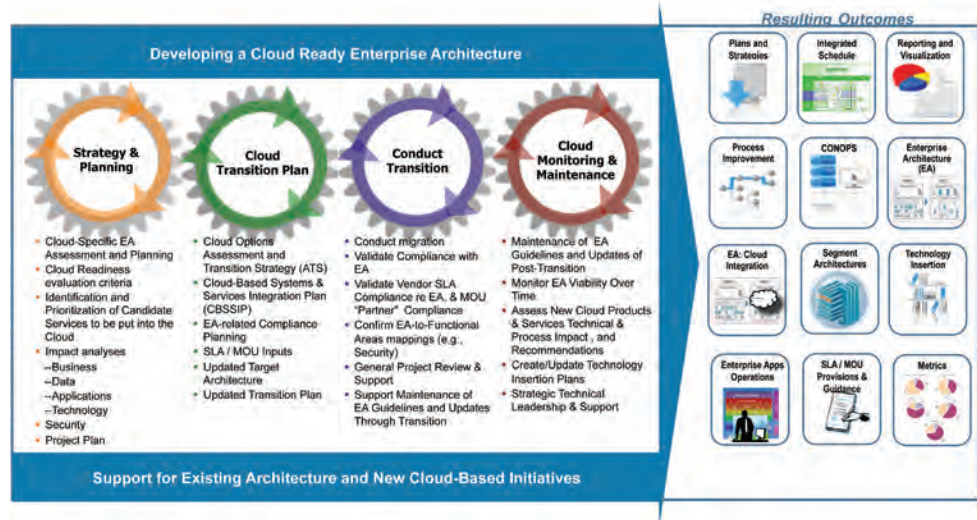 Developing a Cloud Ready Enterprise Architecture
Strategy &
Planning
Cloud
Transition Plan
Conduct
Transition
Cloud
Monitoring &
Maintenance
• Cloud-Specific EA
Assessment and Planning
• Cloud Readiness
evaluation criteria
• Identification and
Prioritization of Candidate
Services to be put into the
Cloud
• Impact analyses
--Business
--Data
--Applications
--Technology
• Security
• Project Plan
• Cloud Options
Assessment and
Transition Strategy (ATS)
• Cloud-Based Systems
& Services Integration Plan
(CBSSIP)
• EA-related Compliance
Planning
• SLA / MOU Inputs
• Updated Target
Architecture
• Updated Transition Plan
• Conduct migration
• Validate Compliance with
EA
• Validate Vendor SLA
Compliance re EA, & MOU
"Partner" Compliance
• Confirm EA-to-Functional
Areas mappings (e.g.,
Security)
• General Project Review &
Support
• Support Maintenance of
EA Guidelines and Updates
Through Transition
• Maintenance of EA
Guidelines and Updates of
Post-Transition
• Monitor EA Viability Over
Time
• Assess New Cloud Products
& Services Technical &
Process Impact , and
Recommendations
• Create/Update Technology
Insertion Plans
• Strategic Technical
Leadership & Support
Support for Existing Architecture and New Cloud-Based Initiatives
Resulting Outcomes
Plans and
Strategies
Integrated
Schedule
Reporting and
Visualization
Process
Improvement
CONOPS
Enterprise
Architecture
(EA)
EA: Cloud
Integration
Segment
Architectures
Technology
Insertion
Enterprise Apps
Operations
SLA / MOU
Provisions &
Guidance
Metrics